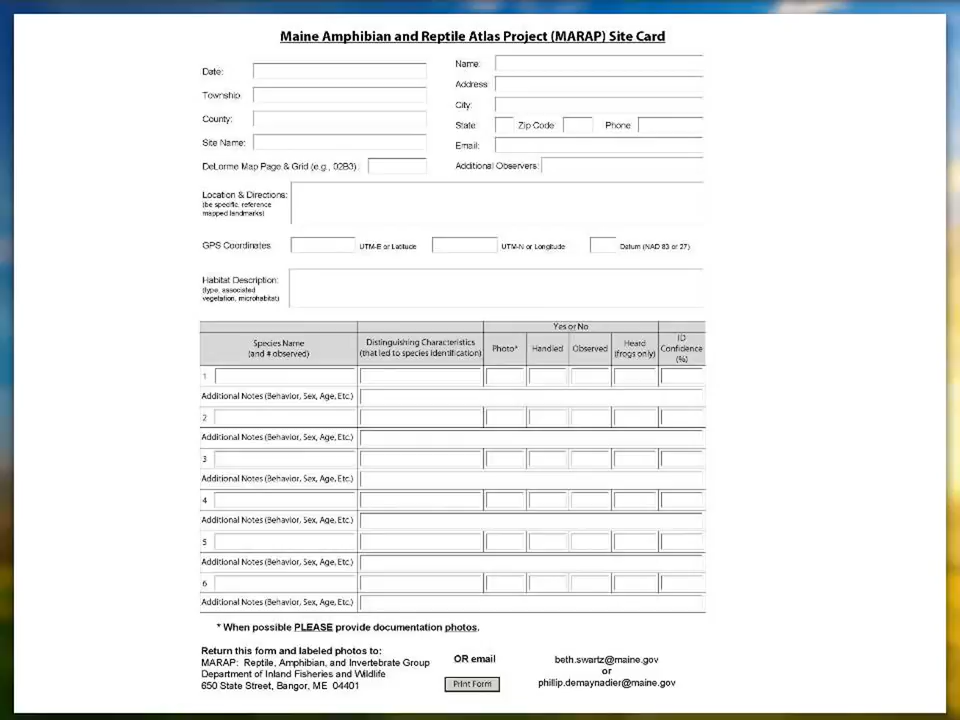 Maine Amphibian and Reptile Atlas Project (MARAP) Site Card
Date:
Township:
County:
Site Name:
DeLorme Map Page & Grid (e.g., 02B3):
Name:
Address:
City:
State: Zip Code Phone
Email:
Additional Observers:
Location & Directions:
(be specific, reference
mapped landmarks)
GPS Coordinates UTM-E or Latitude UTM-N or Longitude Datum (NAD 83 or 27)
Habitat Description:
(type, associated
vegetation, microhabitat)
Yes or No
Species Name
(and # observed)
Distinguishing Characteristics
(that led to species identification)
Photo*
Handled
Observed
Heard
(frogs only)
ID
Confidence
(%)
1
Additional Notes (Behavior, Sex, Age, Etc.)
2
Additional Notes (Behavior, Sex, Age, Etc.)
3
Additional Notes (Behavior, Sex, Age, Etc.)
4
Additional Notes (Behavior, Sex, Age, Etc.)
5
Additional Notes (Behavior, Sex, Age, Etc.)
6
Additional Notes (Behavior, Sex, Age, Etc.)
* When possible PLEASE provide documentation photos.
Return this form and labeled photos to:
MARAP: Reptile, Amphibian, and Invertebrate Group
Department of Inland Fisheries and Wildlife
650 State Street, Bangor, ME 04401
OR email
Print Form
beth.swartz@maine.gov
or
phillip.demaynadier@maine.gov